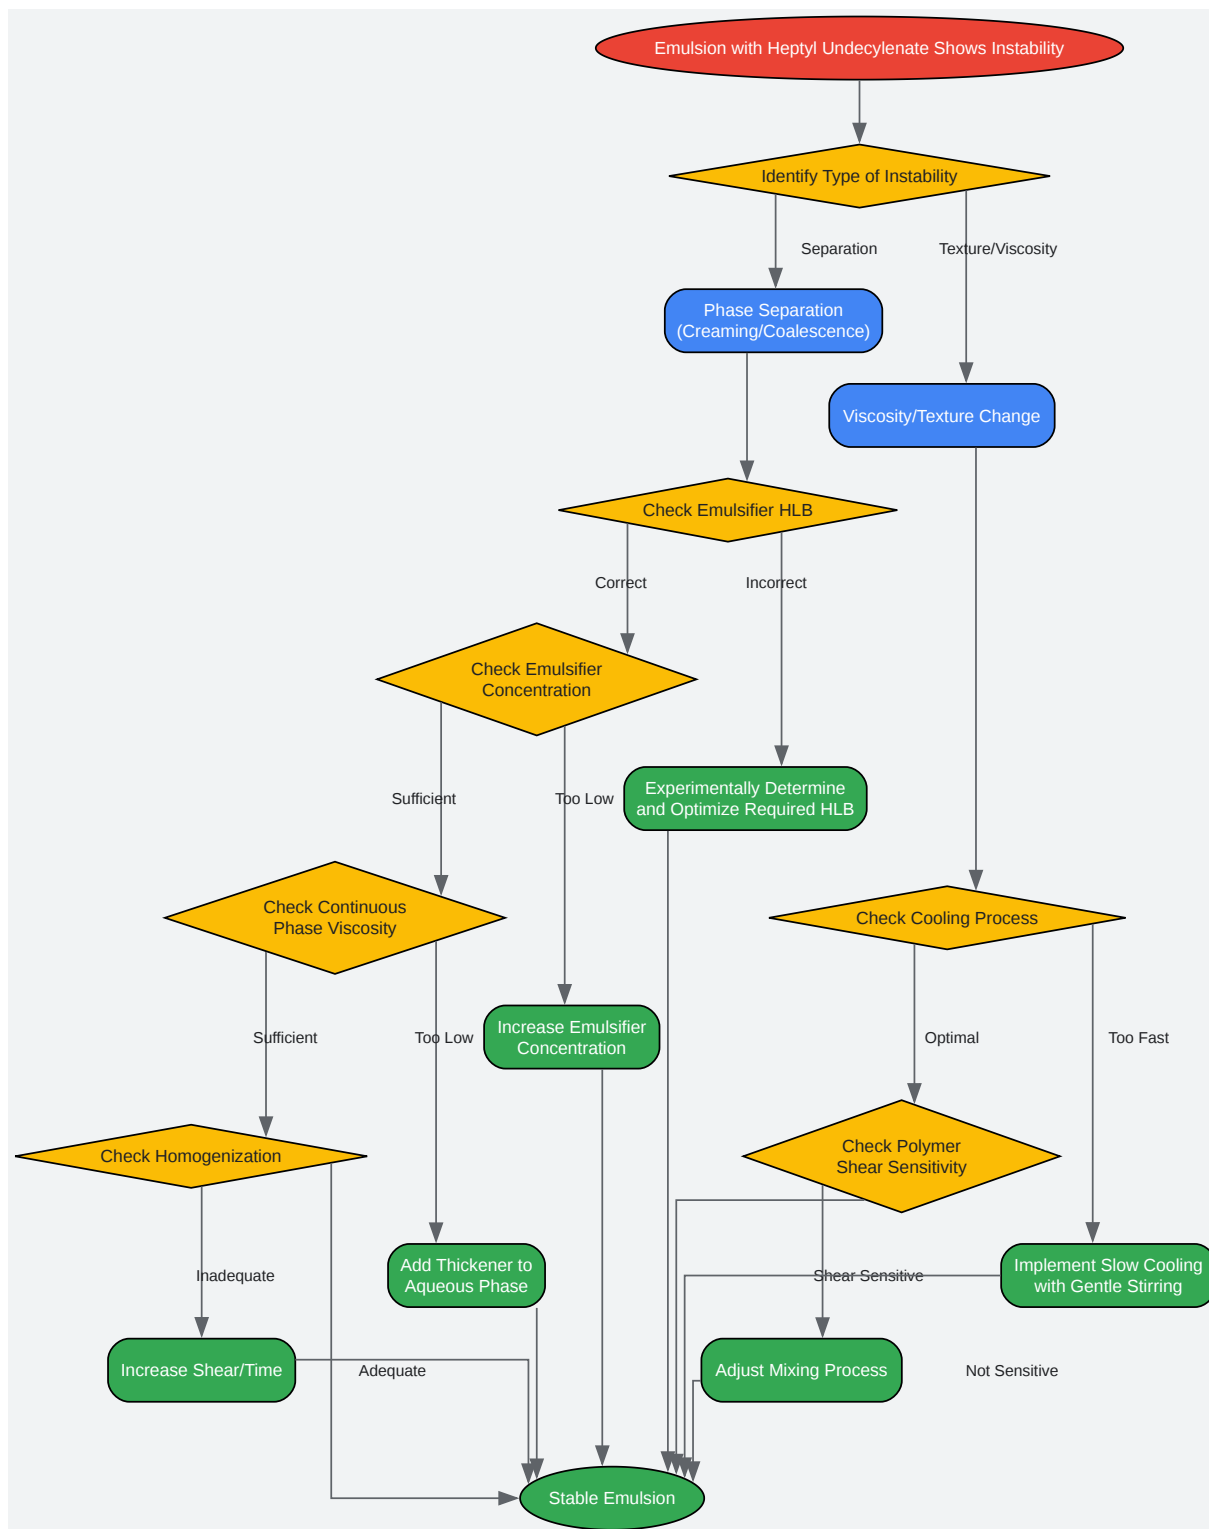 Emulsion with Heptyl Undecylenate Shows Instability
Identify Type of Instability
Separation
Texture/Viscosity
Phase Separation
(Creaming/Coalescence)
Viscosity/Texture Change
Check Emulsifier HLB
Correct
Incorrect
Check Emulsifier
Concentration
Experimentally Determine
and Optimize Required HLB
Sufficient
Too Low
Check Continuous
Phase Viscosity
Check Cooling Process
Increase Emulsifier
Concentration
Sufficient
Too Low
Optimal
Too Fast
Check Homogenization
Check Polymer
Shear Sensitivity
Inadequate
Add Thickener to
Aqueous Phase
Shear Sensitive
Implement Slow Cooling
with Gentle Stirring
Increase Shear/Time
Adequate
Adjust Mixing Process
Not Sensitive
Stable Emulsion